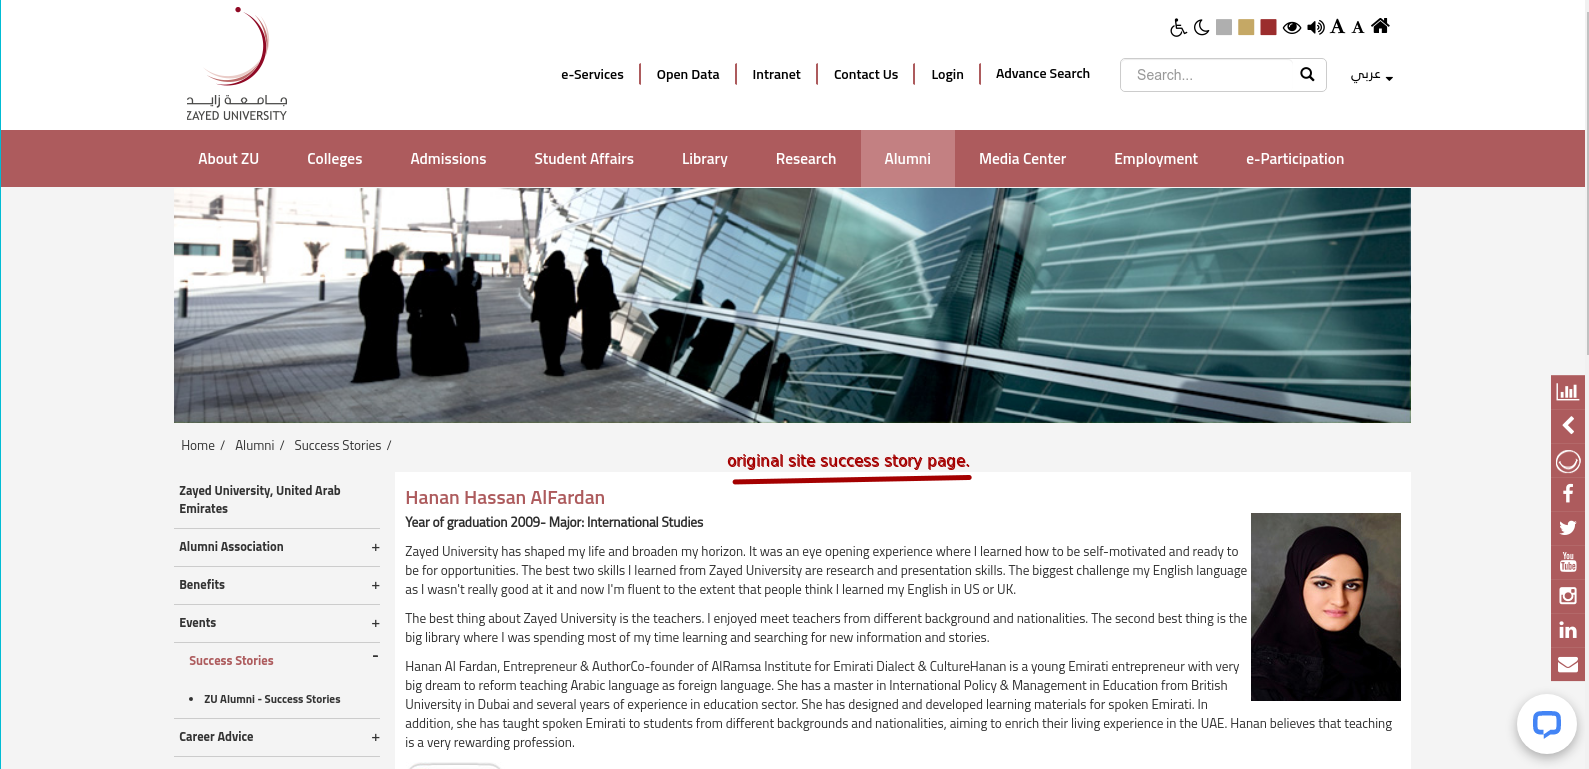 جـامـعـة زايـد
ZAYED UNIVERSITY
A A
e-Services
Open Data
Intranet
Contact Us
Login
Advance Search
Search...
عربي
About ZU
Colleges
Admissions
Student Affairs
Library
Research
Alumni
Media Center
Employment
e-Participation
Home / Alumni / Success Stories /
original site success story page.
Zayed University, United Arab
Emirates
Alumni Association +
Benefits +
Events +
Success Stories -
• ZU Alumni - Success Stories
Career Advice +
Hanan Hassan AlFardan
Year of graduation 2009- Major: International Studies
Zayed University has shaped my life and broaden my horizon. It was an eye opening experience where I learned how to be self-motivated and ready to
be for opportunities. The best two skills I learned from Zayed University are research and presentation skills. The biggest challenge my English language
as I wasn't really good at it and now I'm fluent to the extent that people think I learned my English in US or UK.
The best thing about Zayed University is the teachers. I enjoyed meet teachers from different background and nationalities. The second best thing is the
big library where I was spending most of my time learning and searching for new information and stories.
Hanan Al Fardan, Entrepreneur & AuthorCo-founder of AlRamsa Institute for Emirati Dialect & CultureHanan is a young Emirati entrepreneur with very
big dream to reform teaching Arabic language as foreign language. She has a master in International Policy & Management in Education from British
University in Dubai and several years of experience in education sector. She has designed and developed learning materials for spoken Emirati. In
addition, she has taught spoken Emirati to students from different backgrounds and nationalities, aiming to enrich their living experience in the UAE. Hanan believes that teaching
is a very rewarding profession.
You
Tube